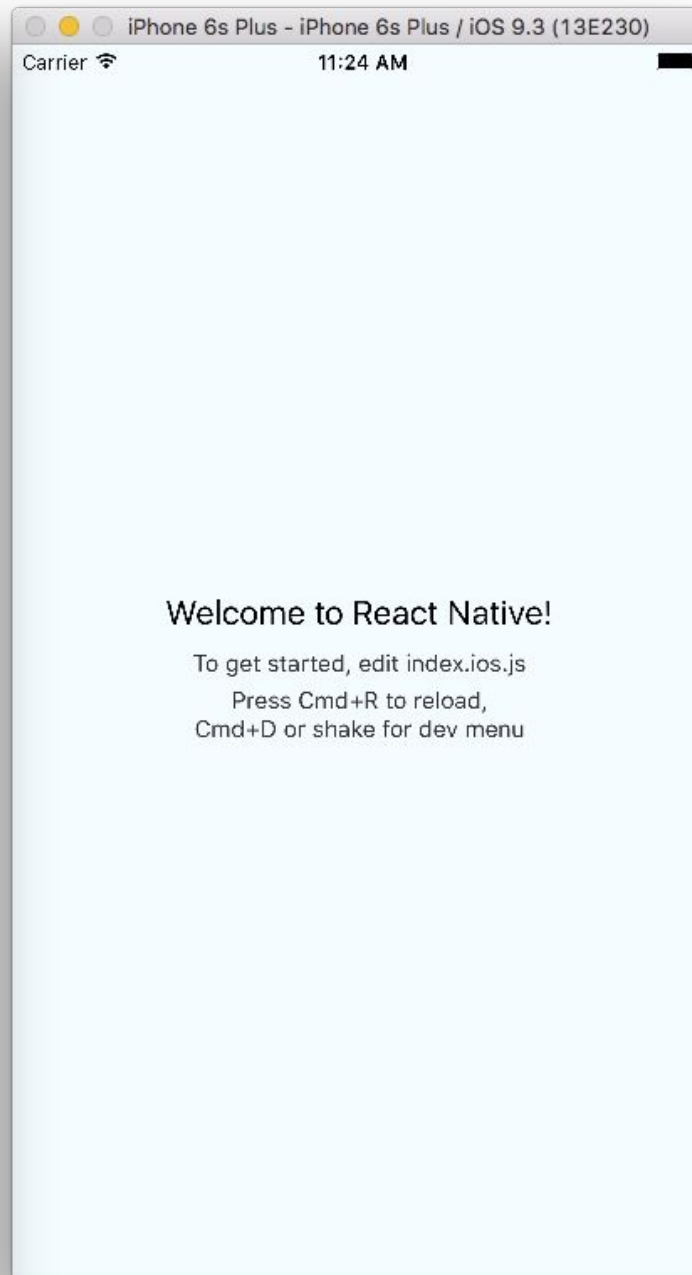 iPhone 6s Plus - iPhone 6s Plus / iOS 9.3 (13E230)
Carrier 11:24 AM
Welcome to React Native!
To get started, edit index.ios.js
Press Cmd+R to reload,
Cmd+D or shake for dev menu